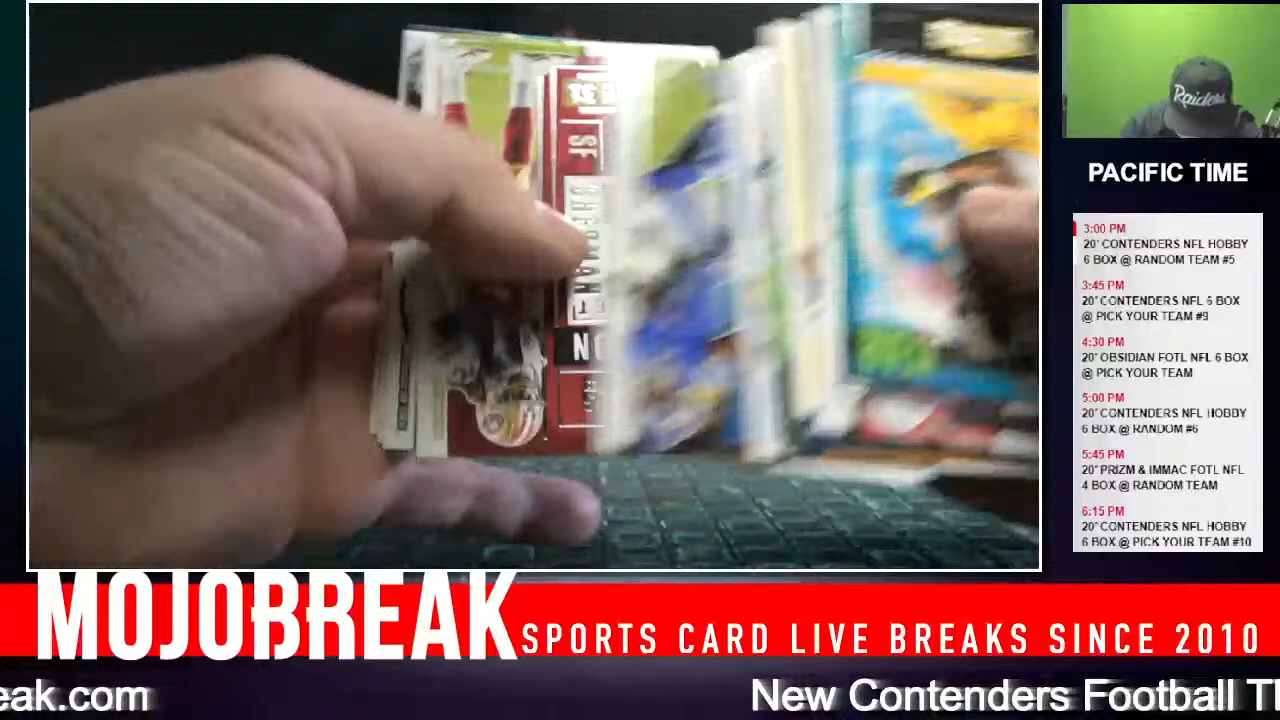 SF
SHERMAN
NO
Raiders
PACIFIC TIME
3:00 PM
20' CONTENDERS NFL HOBBY
6 BOX @ RANDOM TEAM #5
3:45 PM
20' CONTENDERS NFL 6 BOX
@ PICK YOUR TEAM #9
4:30 PM
20' OBSIDIAN FOTL NFL 6 BOX
@ PICK YOUR TEAM
5:00 PM
20' CONTENDERS NFL HOBBY
6 BOX @ RANDOM #6
5:45 PM
20' PRIZM & IMMAC FOTL NFL
4 BOX @ RANDOM TEAM
6:15 PM
20' CONTENDERS NFL HOBBY
6 BOX @ PICK YOUR TEAM #10
MOJOBREAK SPORTS CARD LIVE BREAKS SINCE 2010
eak.com New Contenders Football T